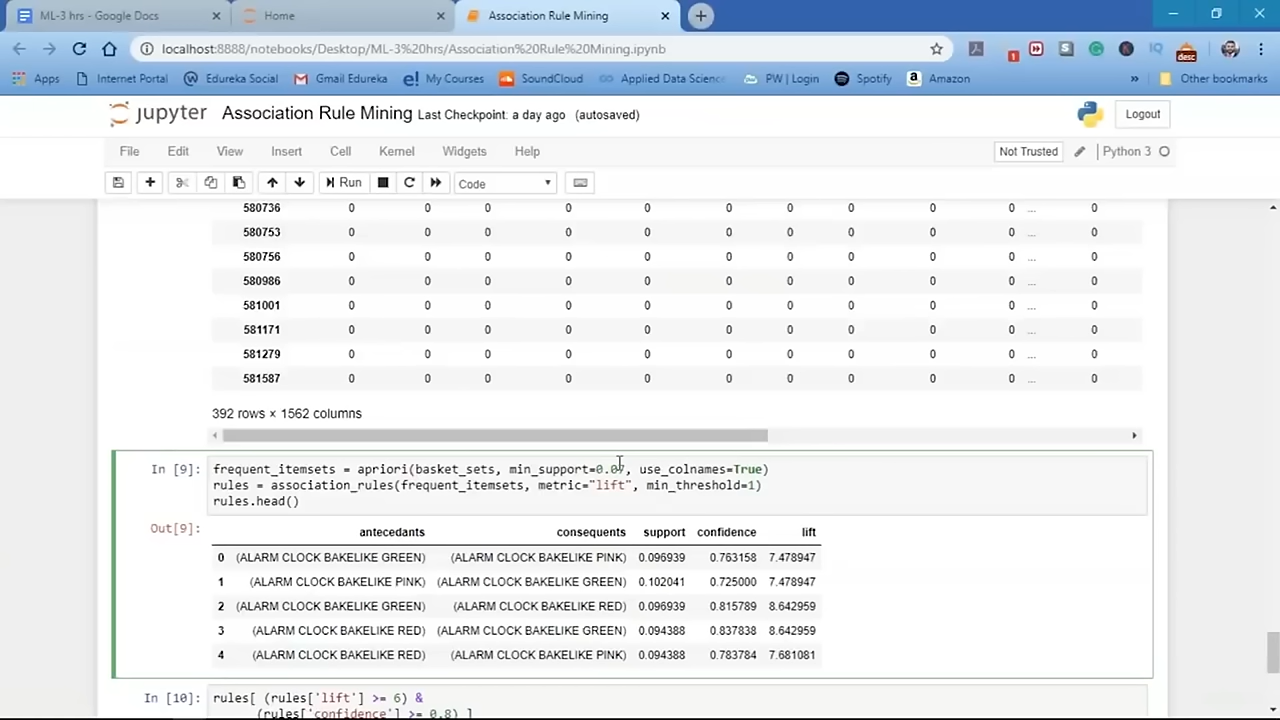 ML-3 hrs - Google Docs
Home
Association Rule Mining
localhost:8888/notebooks/Desktop/ML-3%20hrs/Association%20Rule%20Mining.ipynb
1
desc
Apps Internet Portal Edureka Social Gmail Edureka My Courses SoundCloud Applied Data Scienc PW | Login Spotify Amazon » Other bookmarks
jupyter Association Rule Mining Last Checkpoint: a day ago (autosaved)
Logout
File Edit View Insert Cell Kernel Widgets Help Not Trusted Python 3
Run Code
580736 0 0 0 0 0 0 0 0 0 0 ... 0
580753 0 0 0 0 0 0 0 0 0 0 ... 0
580756 0 0 0 0 0 0 0 0 0 0 ... 0
580986 0 0 0 0 0 0 0 0 0 0 ... 0
581001 0 0 0 0 0 0 0 0 0 0 ... 0
581171 0 0 0 0 0 0 0 0 0 0 ... 0
581279 0 0 0 0 0 0 0 0 0 0 ... 0
581587 0 0 0 0 0 0 0 0 0 0 ... 0
392 rows × 1562 columns
In [9]: frequent_itemsets = apriori(basket_sets, min_support=0.07, use_colnames=True)
rules = association_rules(frequent_itemsets, metric="lift", min_threshold=1)
rules.head()
Out[9]:
antecedants consequents support confidence lift
0 (ALARM CLOCK BAKELIKE GREEN) (ALARM CLOCK BAKELIKE PINK) 0.096939 0.763158 7.478947
1 (ALARM CLOCK BAKELIKE PINK) (ALARM CLOCK BAKELIKE GREEN) 0.102041 0.725000 7.478947
2 (ALARM CLOCK BAKELIKE GREEN) (ALARM CLOCK BAKELIKE RED) 0.096939 0.815789 8.642959
3 (ALARM CLOCK BAKELIKE RED) (ALARM CLOCK BAKELIKE GREEN) 0.094388 0.837838 8.642959
4 (ALARM CLOCK BAKELIKE RED) (ALARM CLOCK BAKELIKE PINK) 0.094388 0.783784 7.681081
In [10]: rules[ (rules['lift'] >= 6) &
(rules['confidence'] >= 0.8) ]